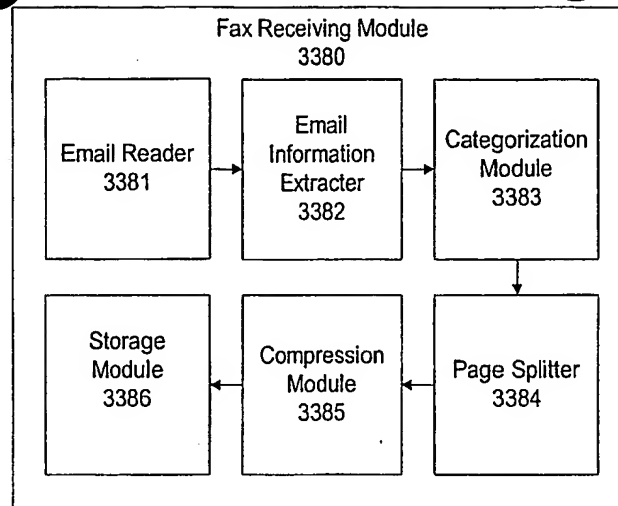 Fax Receiving Module
3380
Email Reader
3381
Email
Information
Extracter
3382
Categorization
Module
3383
Storage
Module
3386
Compression
Module
3385
Page Splitter
3384